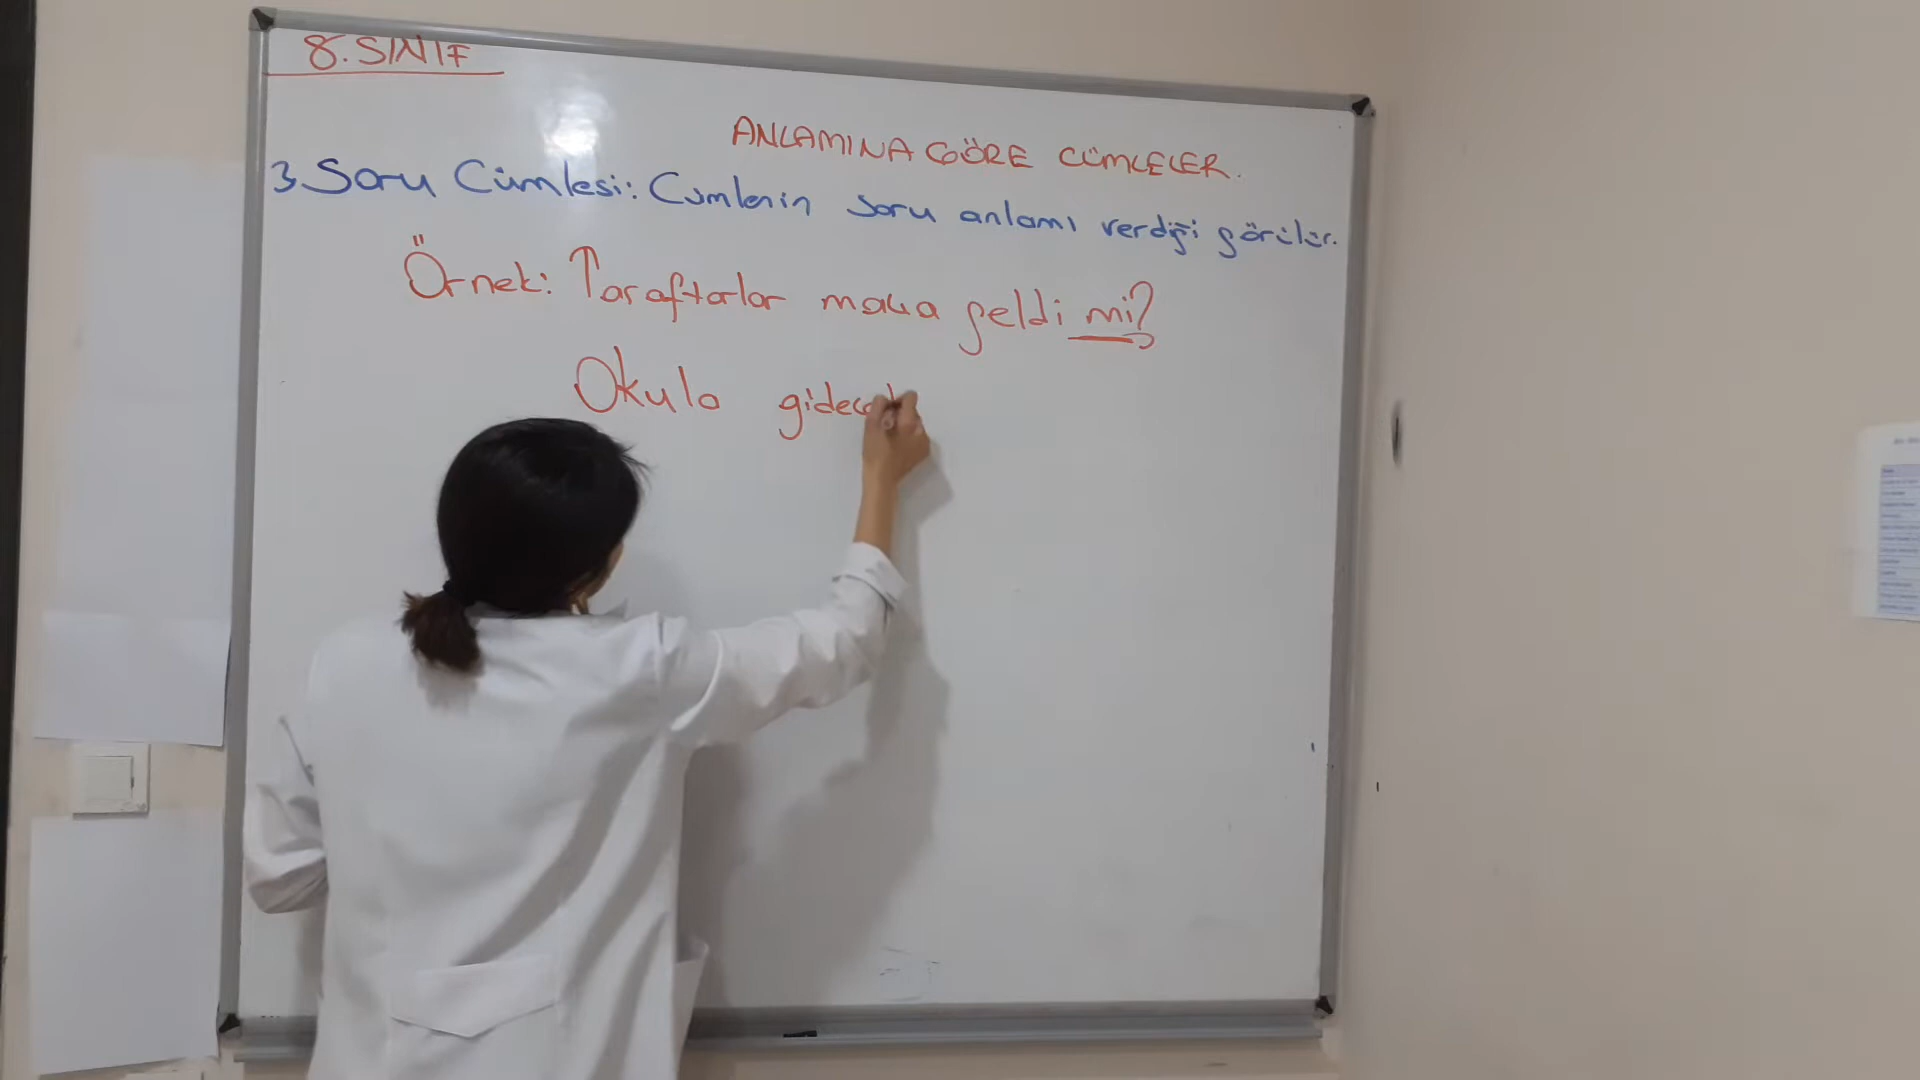 8. SINIF
ANLAMINA GÖRE CÜMLELER.
3. Soru Cümlesi: Cümlenin soru anlamı verdiği görülür.
Örnek: Taraftarlar maça geldi mi?
Okula gidecek